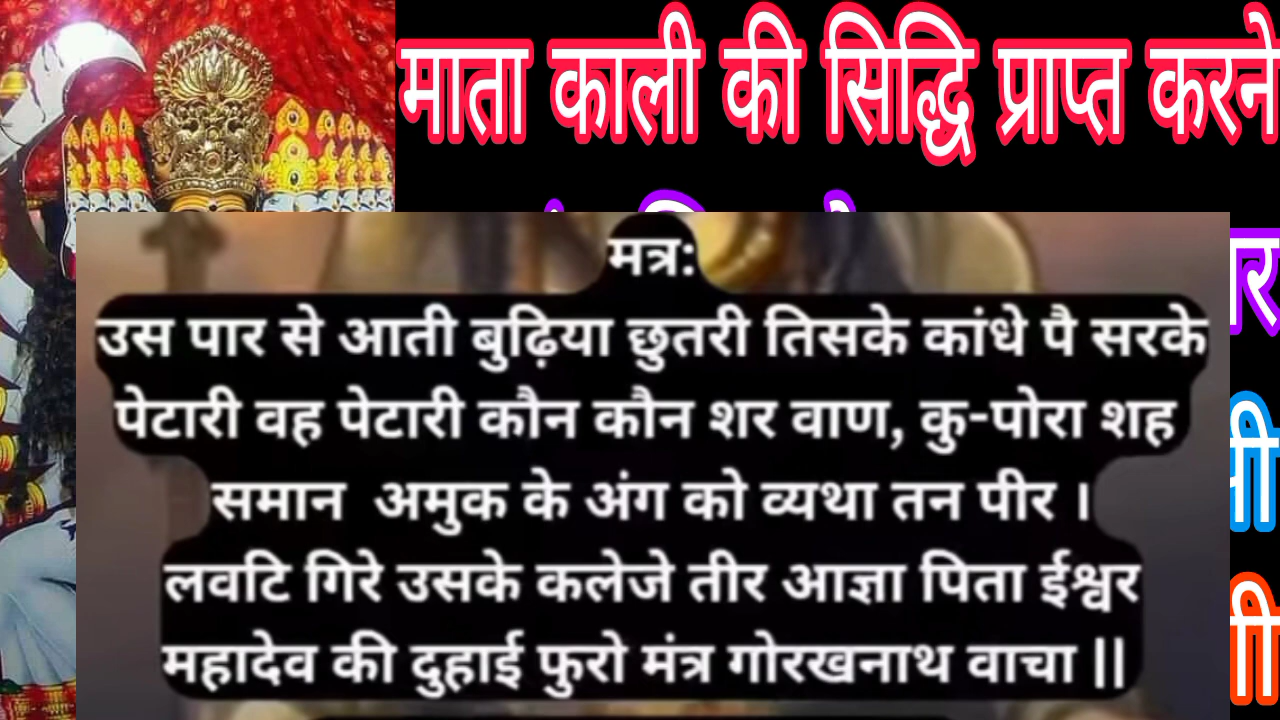 माता काली की सिद्धि प्राप्त करने
मत्र:
उस पार से आती बुढ़िया छुतरी तिसके कांधे पै सरके
पेटारी वह पेटारी कौन कौन शर वाण, कु-पोरा शह
समान अमुक के अंग को व्यथा तन पीर ।
लवटि गिरे उसके कलेजे तीर आज्ञा पिता ईश्वर
महादेव की दुहाई फुरो मंत्र गोरखनाथ वाचा ||